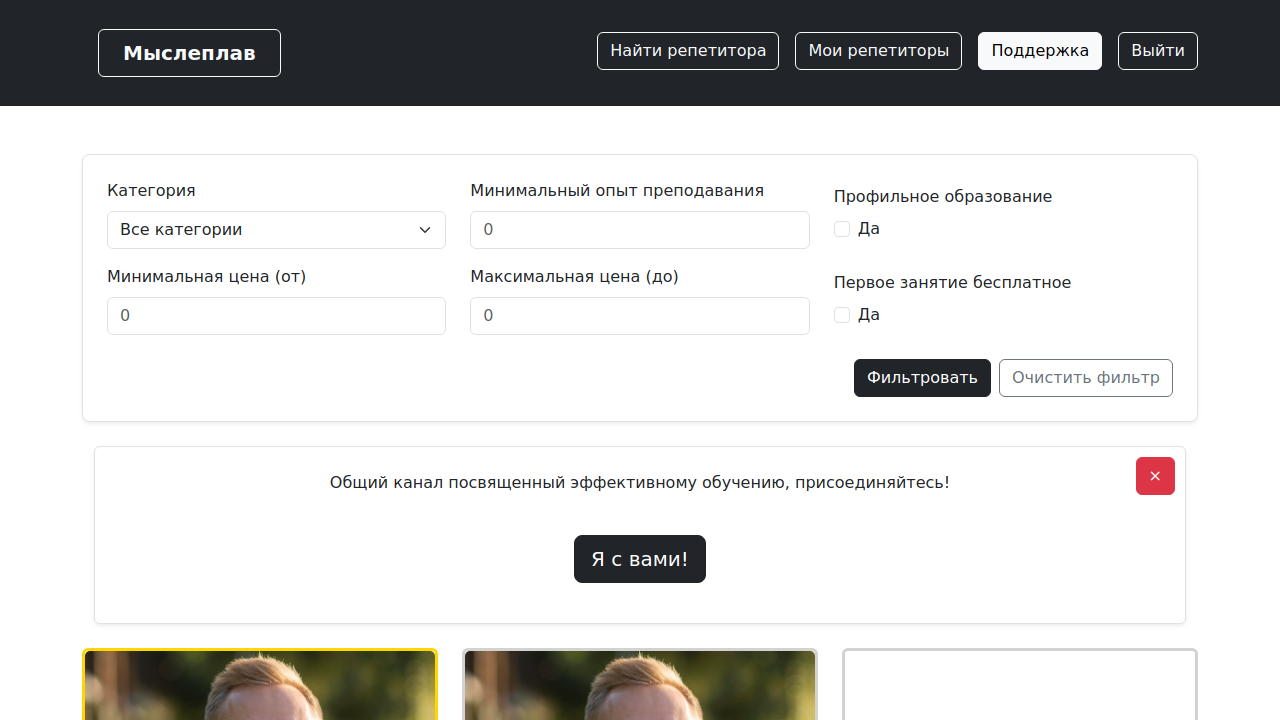 Мыслеплав
Найти репетитора
Мои репетиторы
Поддержка
Выйти
Категория
Все категории
Минимальный опыт преподавания
0
Профильное образование
Да
Минимальная цена (от)
0
Максимальная цена (до)
0
Первое занятие бесплатное
Да
Фильтровать
Очистить фильтр
Общий канал посвященный эффективному обучению, присоединяйтесь!
×
Я с вами!